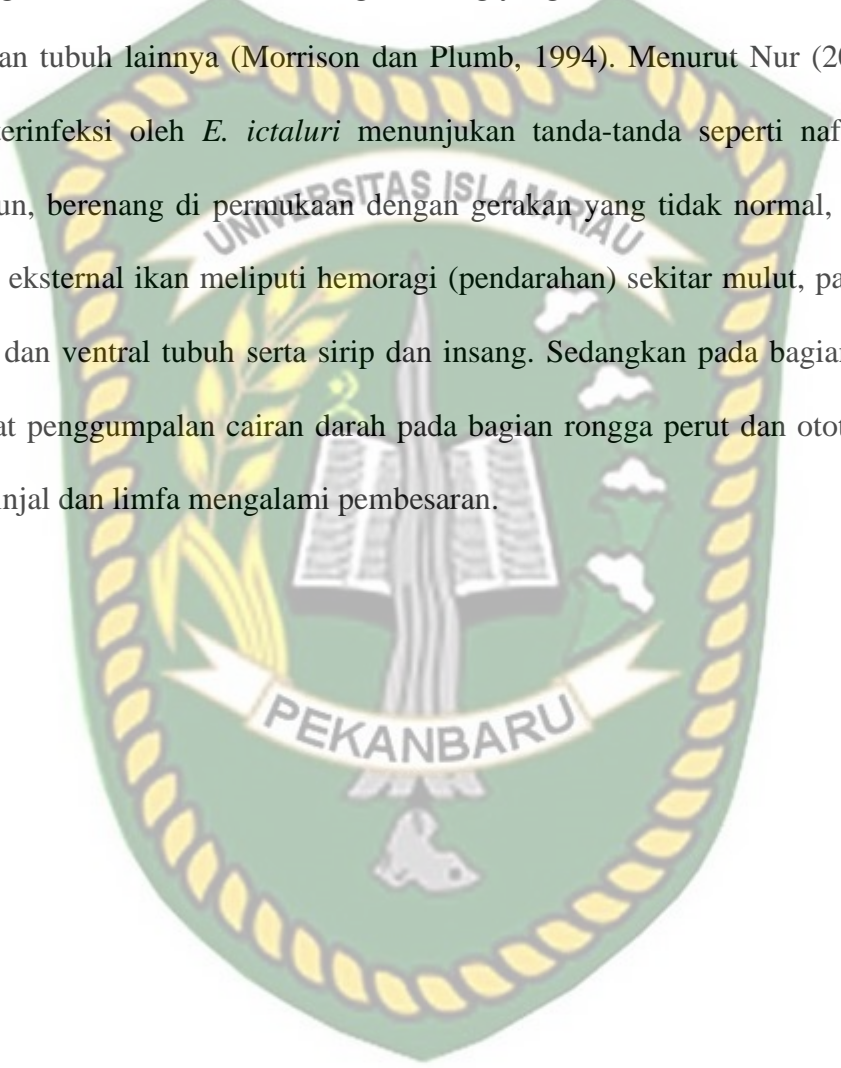 an tubuh lainnya (Morrison dan Plumb, 1994). Menurut Nur (20
terinfeksi oleh E. ictaluri menunjukan tanda-tanda seperti naf
un, berenang di permukaan dengan gerakan yang tidak normal,
UNIVERSITAS ISLAM RIAU
eksternal ikan meliputi hemoragi (pendarahan) sekitar mulut, pa
dan ventral tubuh serta sirip dan insang. Sedangkan pada bagian
at penggumpalan cairan darah pada bagian rongga perut dan otot
injal dan limfa mengalami pembesaran.
PEKANBARU